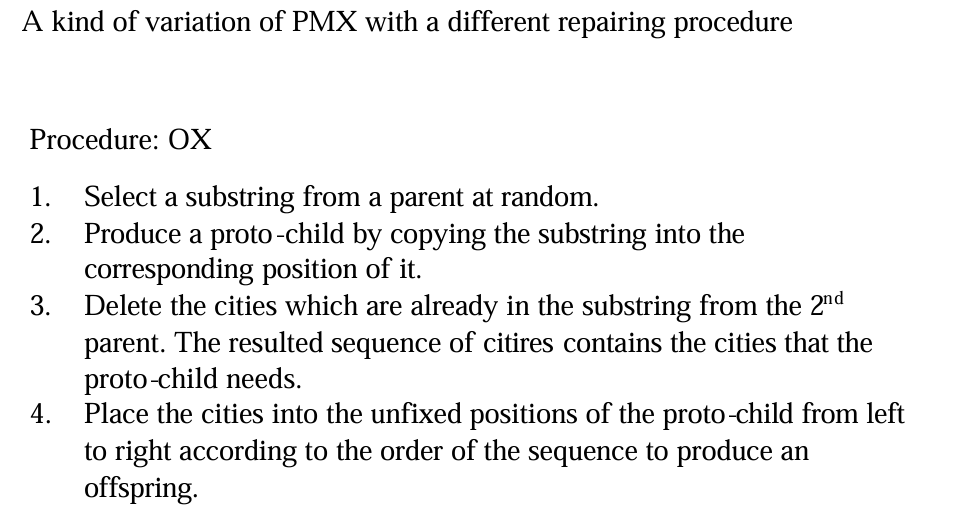 A kind of variation of PMX with a different repairing procedure
Procedure: OX
1. Select a substring from a parent at random.
2. Produce a proto-child by copying the substring into the
corresponding position of it.
3. Delete the cities which are already in the substring from the 2nd
parent. The resulted sequence of citires contains the cities that the
proto-child needs.
4. Place the cities into the unfixed positions of the proto-child from left
to right according to the order of the sequence to produce an
offspring.